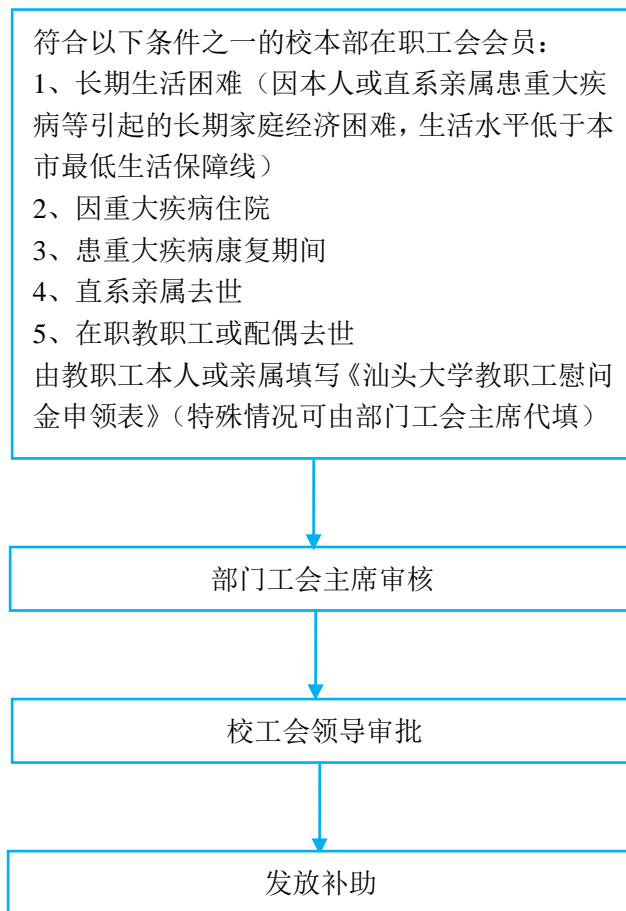 符合以下条件之一的校本部在职工会会员：
1、长期生活困难（因本人或直系亲属患重大疾
病等引起的长期家庭经济困难，生活水平低于本
市最低生活保障线）
2、因重大疾病住院
3、患重大疾病康复期间
4、直系亲属去世
5、在职教职工或配偶去世
由教职工本人或亲属填写《汕头大学教职工慰问
金申领表》（特殊情况可由部门工会主席代填）
部门工会主席审核
校工会领导审批
发放补助